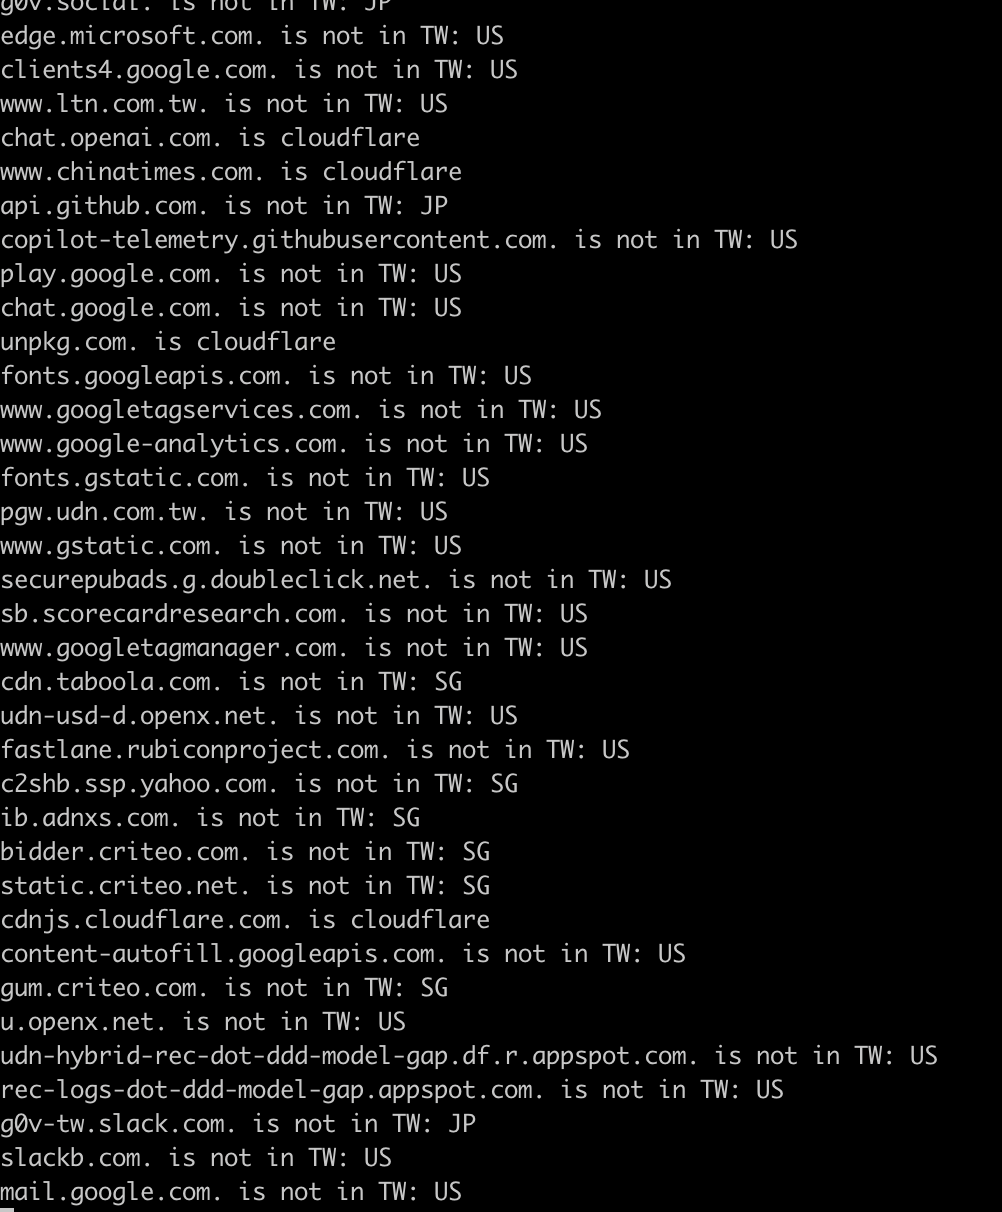 g0v.social. is not in TW: JP
edge.microsoft.com. is not in TW: US
clients4.google.com. is not in TW: US
www.ltn.com.tw. is not in TW: US
chat.openai.com. is cloudflare
www.chinatimes.com. is cloudflare
api.github.com. is not in TW: JP
copilot-telemetry.githubusercontent.com. is not in TW: US
play.google.com. is not in TW: US
chat.google.com. is not in TW: US
unpkg.com. is cloudflare
fonts.googleapis.com. is not in TW: US
www.googletagservices.com. is not in TW: US
www.google-analytics.com. is not in TW: US
fonts.gstatic.com. is not in TW: US
pgw.udn.com.tw. is not in TW: US
www.gstatic.com. is not in TW: US
securepubads.g.doubleclick.net. is not in TW: US
sb.scorecardresearch.com. is not in TW: US
www.googletagmanager.com. is not in TW: US
cdn.taboola.com. is not in TW: SG
udn-usd-d.openx.net. is not in TW: US
fastlane.rubiconproject.com. is not in TW: US
c2shb.ssp.yahoo.com. is not in TW: SG
ib.adnxs.com. is not in TW: SG
bidder.criteo.com. is not in TW: SG
static.criteo.net. is not in TW: SG
cdnjs.cloudflare.com. is cloudflare
content-autofill.googleapis.com. is not in TW: US
gum.criteo.com. is not in TW: SG
u.openx.net. is not in TW: US
udn-hybrid-rec-dot-ddd-model-gap.df.r.appspot.com. is not in TW: US
rec-logs-dot-ddd-model-gap.appspot.com. is not in TW: US
g0v-tw.slack.com. is not in TW: JP
slackb.com. is not in TW: US
mail.google.com. is not in TW: US